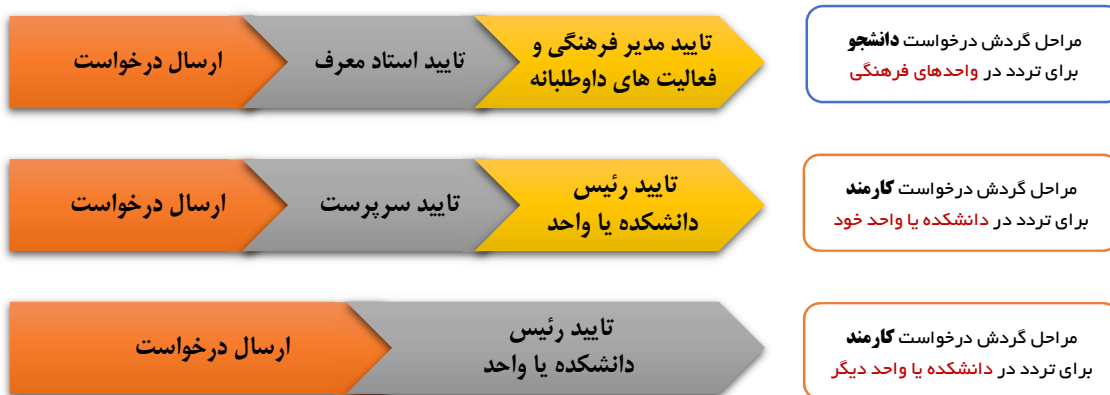 مراحل گردش درخواست دانشجو
برای تردد در واحدهای فرهنگی
ارسال درخواست
تایید استاد معرف
تایید مدیر فرهنگی و
فعالیت های داوطلبانه
مراحل گردش درخواست کارمند
برای تردد در دانشکده یا واحد خود
ارسال درخواست
تایید سرپرست
تایید رئیس
دانشکده یا واحد
مراحل گردش درخواست کارمند
برای تردد در دانشکده یا واحد دیگر
ارسال درخواست
تایید رئیس
دانشکده یا واحد